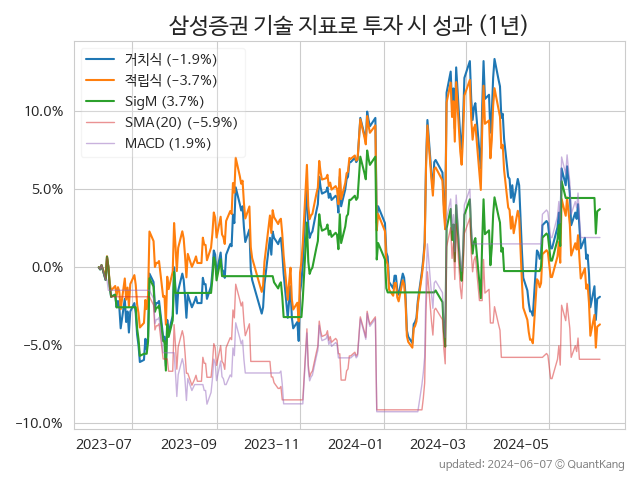 삼성증권 기술 지표로 투자 시 성과 (1년)
거치식 (−1.9%)
적립식 (−3.7%)
SigM (3.7%)
SMA(20) (−5.9%)
MACD (1.9%)
10.0%
5.0%
0.0%
−5.0%
−10.0%
2023-07
2023-09
2023-11
2024-01
2024-03
2024-05
updated: 2024-06-07 ⓒ QuantKang